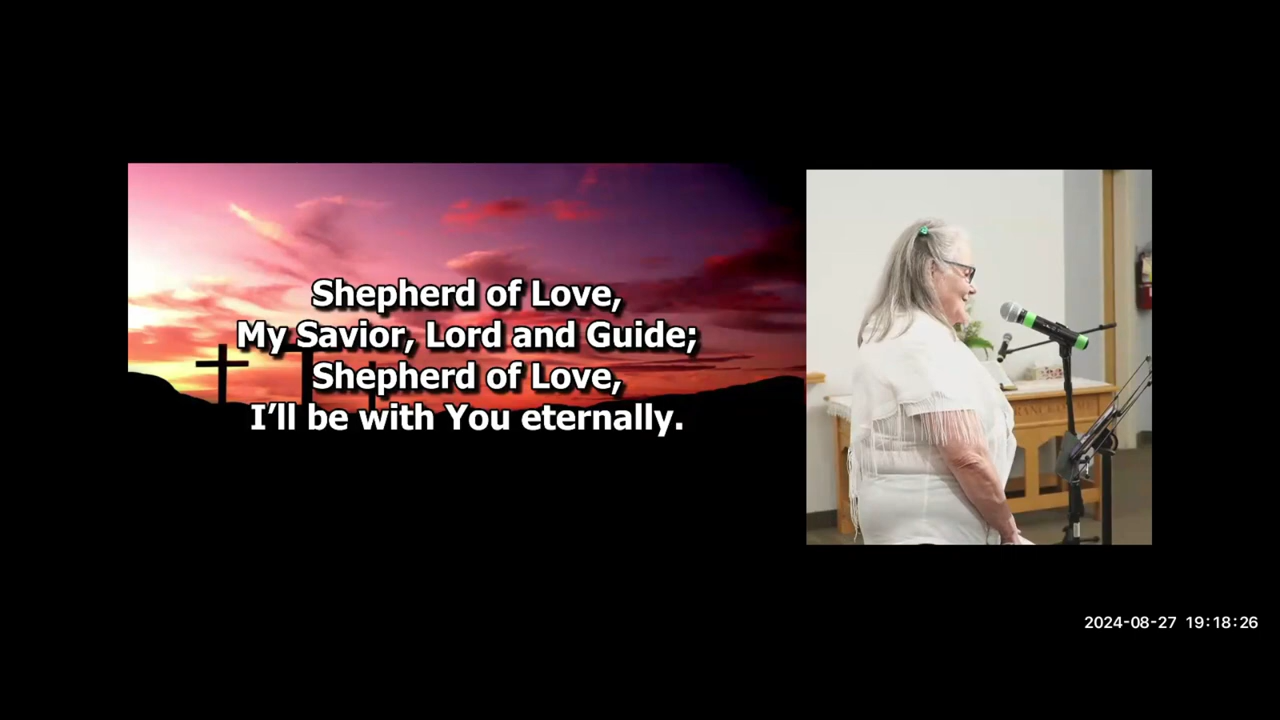 Shepherd of Love,
My Savior, Lord and Guide;
Shepherd of Love,
I'll be with You eternally.
2024-08-27 19:18:26